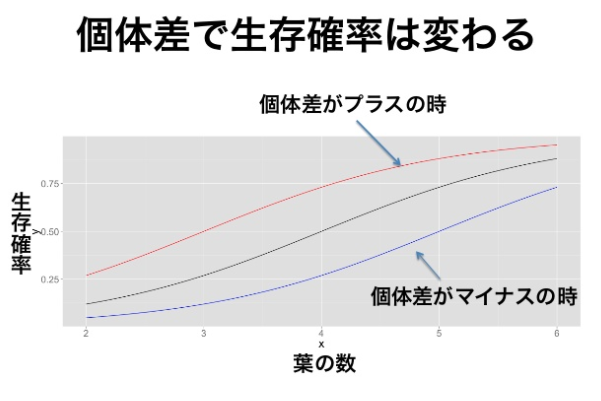 個体差で生存確率は変わる
個体差がプラスの時
生存確率
y
0.75
0.50
0.25
個体差がマイナスの時
2
3
4
5
6
x
葉の数